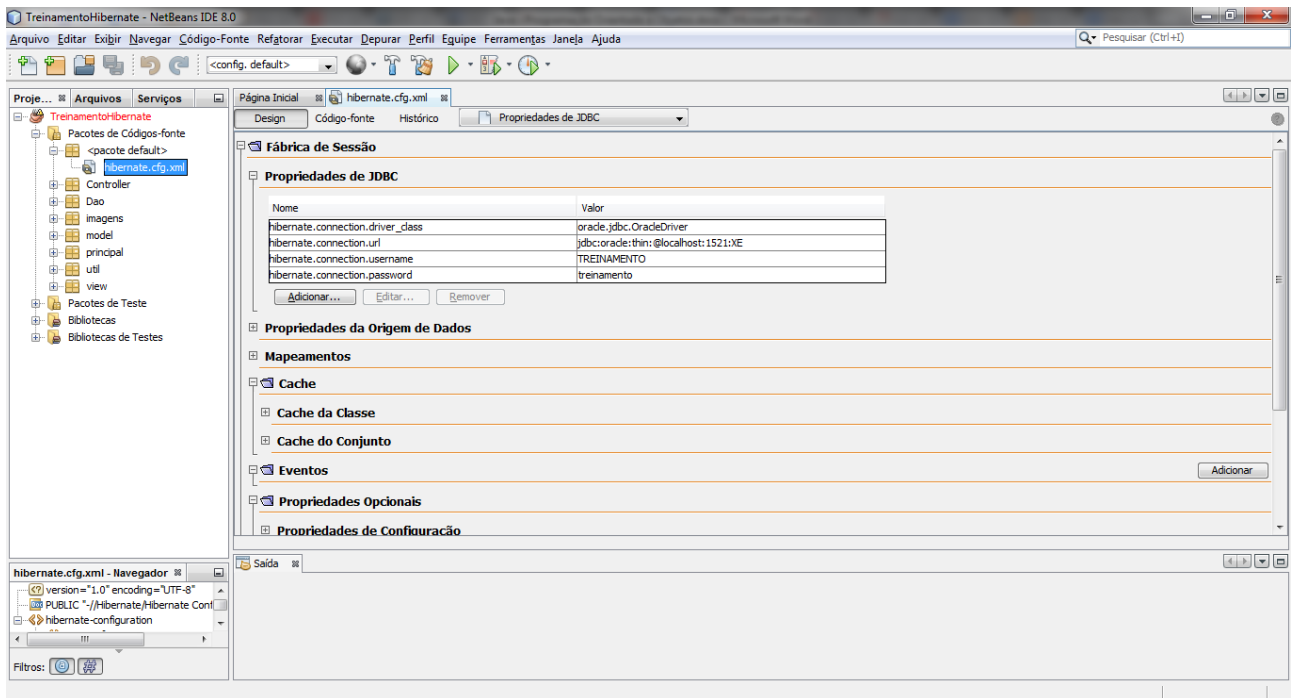 TreinamentoHibernate - NetBeans IDE 8.0
Arquivo Editar Exibir Navegar Código-Fonte Refatorar Executar Depurar Perfil Equipe Ferramentas Janela Ajuda
Pesquisar (Ctrl+I)
<config. default>
Proje... Arquivos Serviços
TreinamentoHibernate
Pacotes de Códigos-fonte
<pacote default>
hibernate.cfg.xml
Controller
Dao
imagens
model
principal
util
view
Pacotes de Teste
Bibliotecas
Bibliotecas de Testes
Página Inicial hibernate.cfg.xml
Design Código-fonte Histórico Propriedades de JDBC
Fábrica de Sessão
Propriedades de JDBC
Nome Valor
hibernate.connection.driver_class oracle.jdbc.OracleDriver
hibernate.connection.url jdbc:oracle:thin:@localhost:1521:XE
hibernate.connection.username TREINAMENTO
hibernate.connection.password treinamento
Adicionar... Editar... Remover
Propriedades da Origem de Dados
Mapeamentos
Cache
Cache da Classe
Cache do Conjunto
Eventos Adicionar
Propriedades Opcionais
Propriedades de Configuração
hibernate.cfg.xml - Navegador
version="1.0" encoding="UTF-8"
PUBLIC "-//Hibernate/Hibernate Conf
hibernate-configuration
Filtros:
Saída